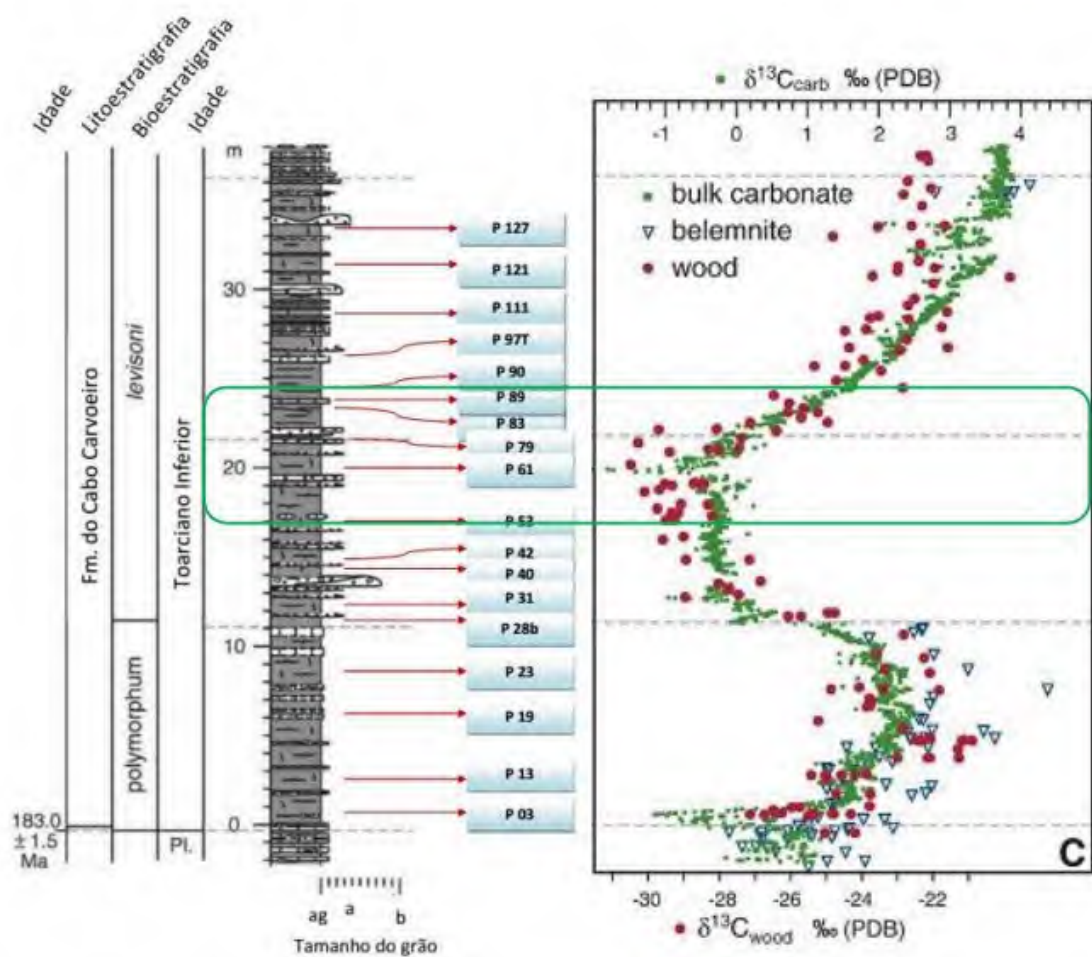 Idade
Litoestratigrafia
Bioestratigrafia
Idade
m
30
20
10
0
Fm. do Cabo Carvoeiro
levisoni
polymorphum
Toarciano Inferior
Pl.
183.0
± 1.5
Ma
P 127
P 121
P 111
P 97T
P 90
P 89
P 83
P 79
P 61
P 53
P 42
P 40
P 31
P 28b
P 23
P 19
P 13
P 03
ag a b
Tamanho do grão
δ13Ccarb ‰ (PDB)
-1 0 1 2 3 4
bulk carbonate
belemnite
wood
C
-30 -28 -26 -24 -22
δ13Cwood ‰ (PDB)